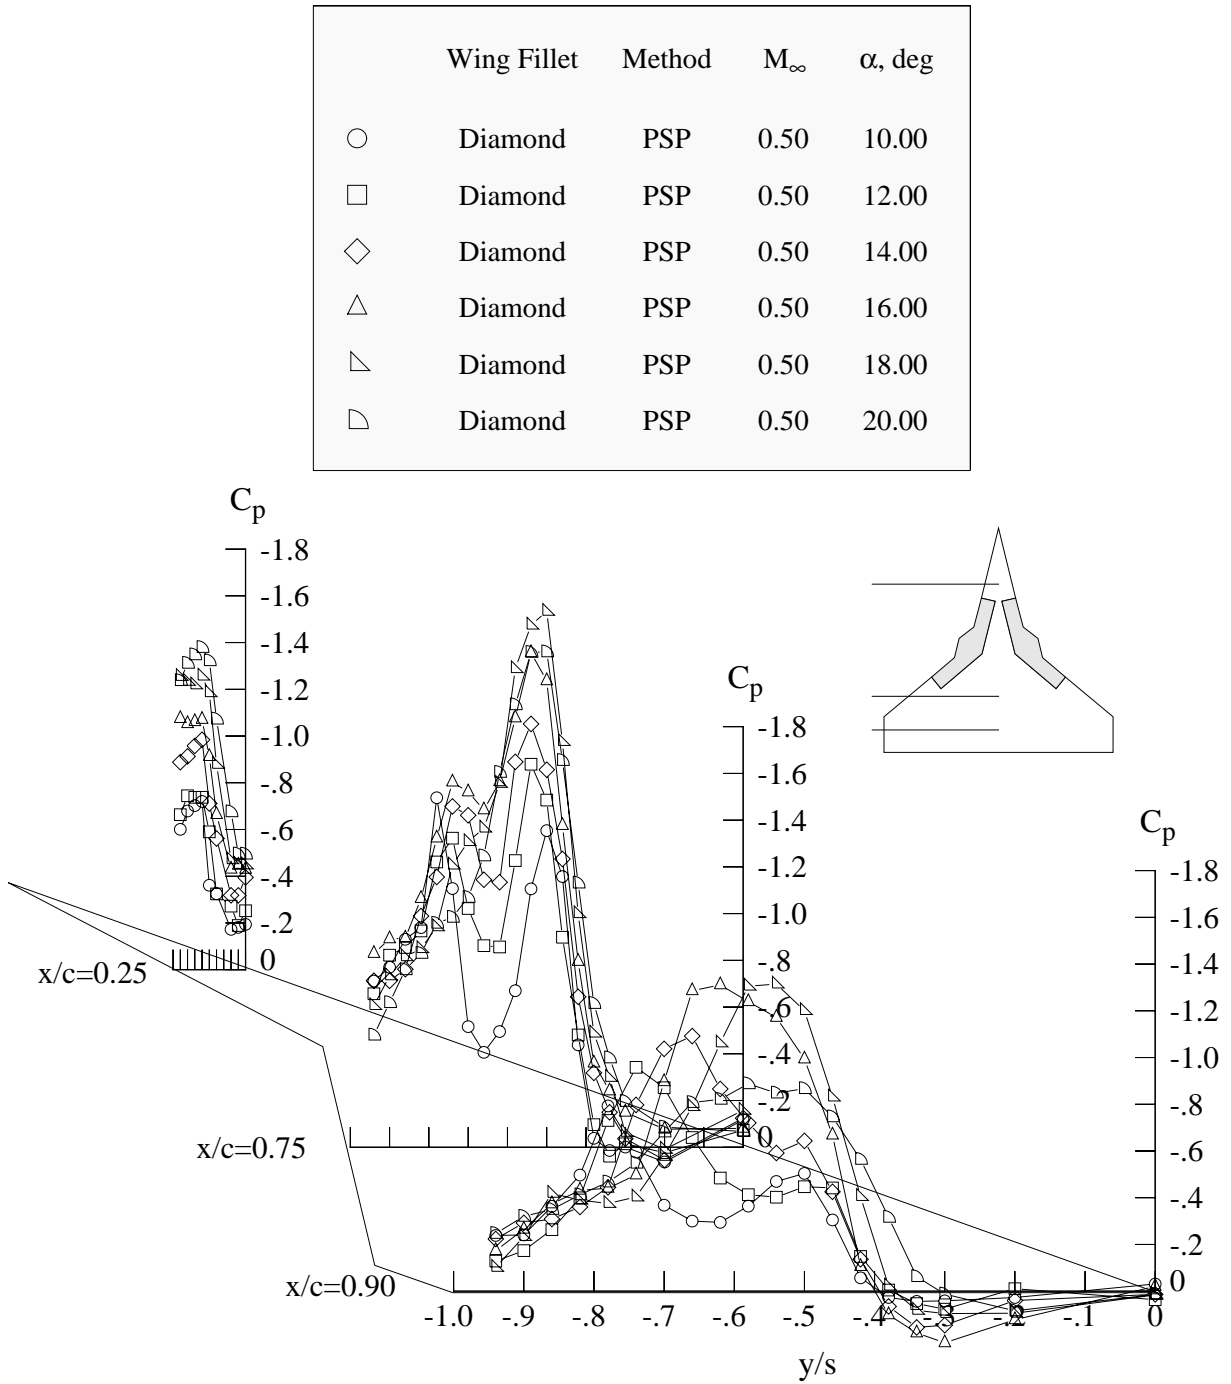 Wing Fillet Method M∞ α, deg
Diamond PSP 0.50 10.00
Diamond PSP 0.50 12.00
Diamond PSP 0.50 14.00
Diamond PSP 0.50 16.00
Diamond PSP 0.50 18.00
Diamond PSP 0.50 20.00
Cp
-1.8
-1.6
-1.4
-1.2
-1.0
-.8
-.6
-.4
-.2
0
x/c=0.25
Cp
-1.8
-1.6
-1.4
-1.2
-1.0
-.8
-.6
-.4
-.2
0
x/c=0.75
Cp
-1.8
-1.6
-1.4
-1.2
-1.0
-.8
-.6
-.4
-.2
0
x/c=0.90
-1.0 -.9 -.8 -.7 -.6 -.5 -.4 -.3 -.2 -.1 0
y/s